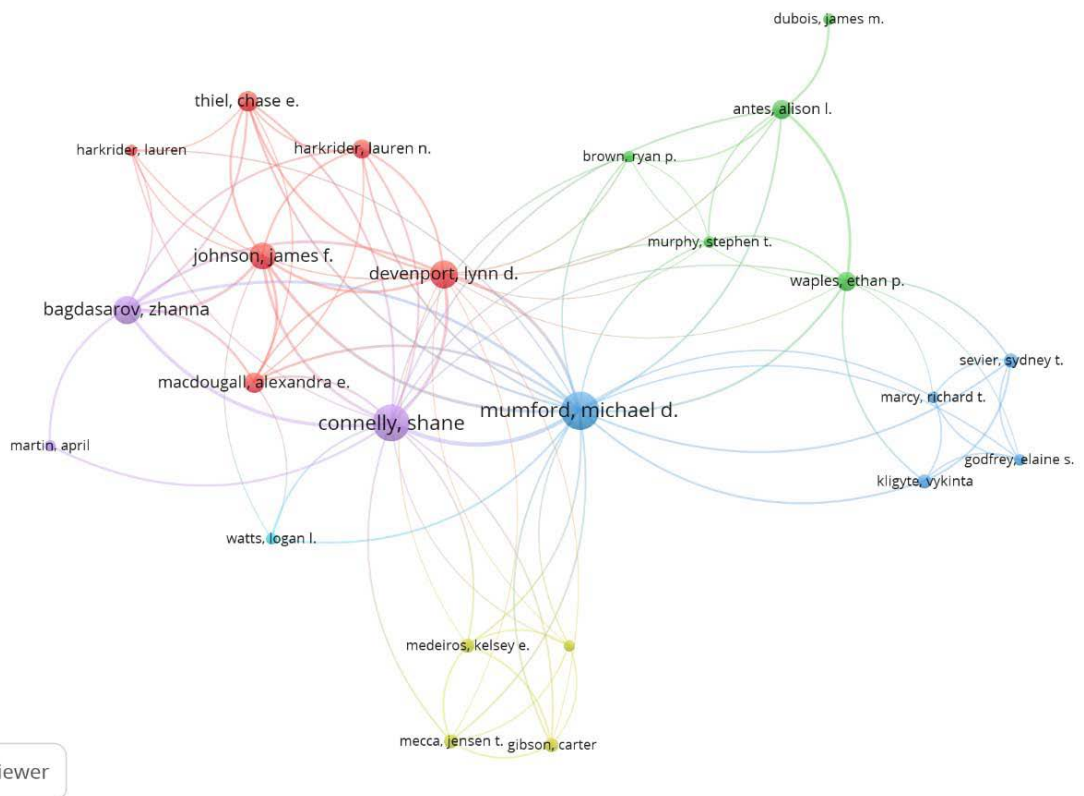 dubois, james m.
thiel, chase e.
antes, alison l.
harkrider, lauren
harkrider, lauren n.
brown, ryan p.
murphy, stephen t.
johnson, james f.
devenport, lynn d.
waples, ethan p.
bagdasarov, zhanna
sevier, sydney t.
macdougall, alexandra e.
marcy, richard t.
mumford, michael d.
connelly, shane
martin, april
godfrey, elaine s.
kligyte, vykinta
watts, logan l.
medeiros, kelsey e.
mecca, jensen t.
gibson, carter
iewer